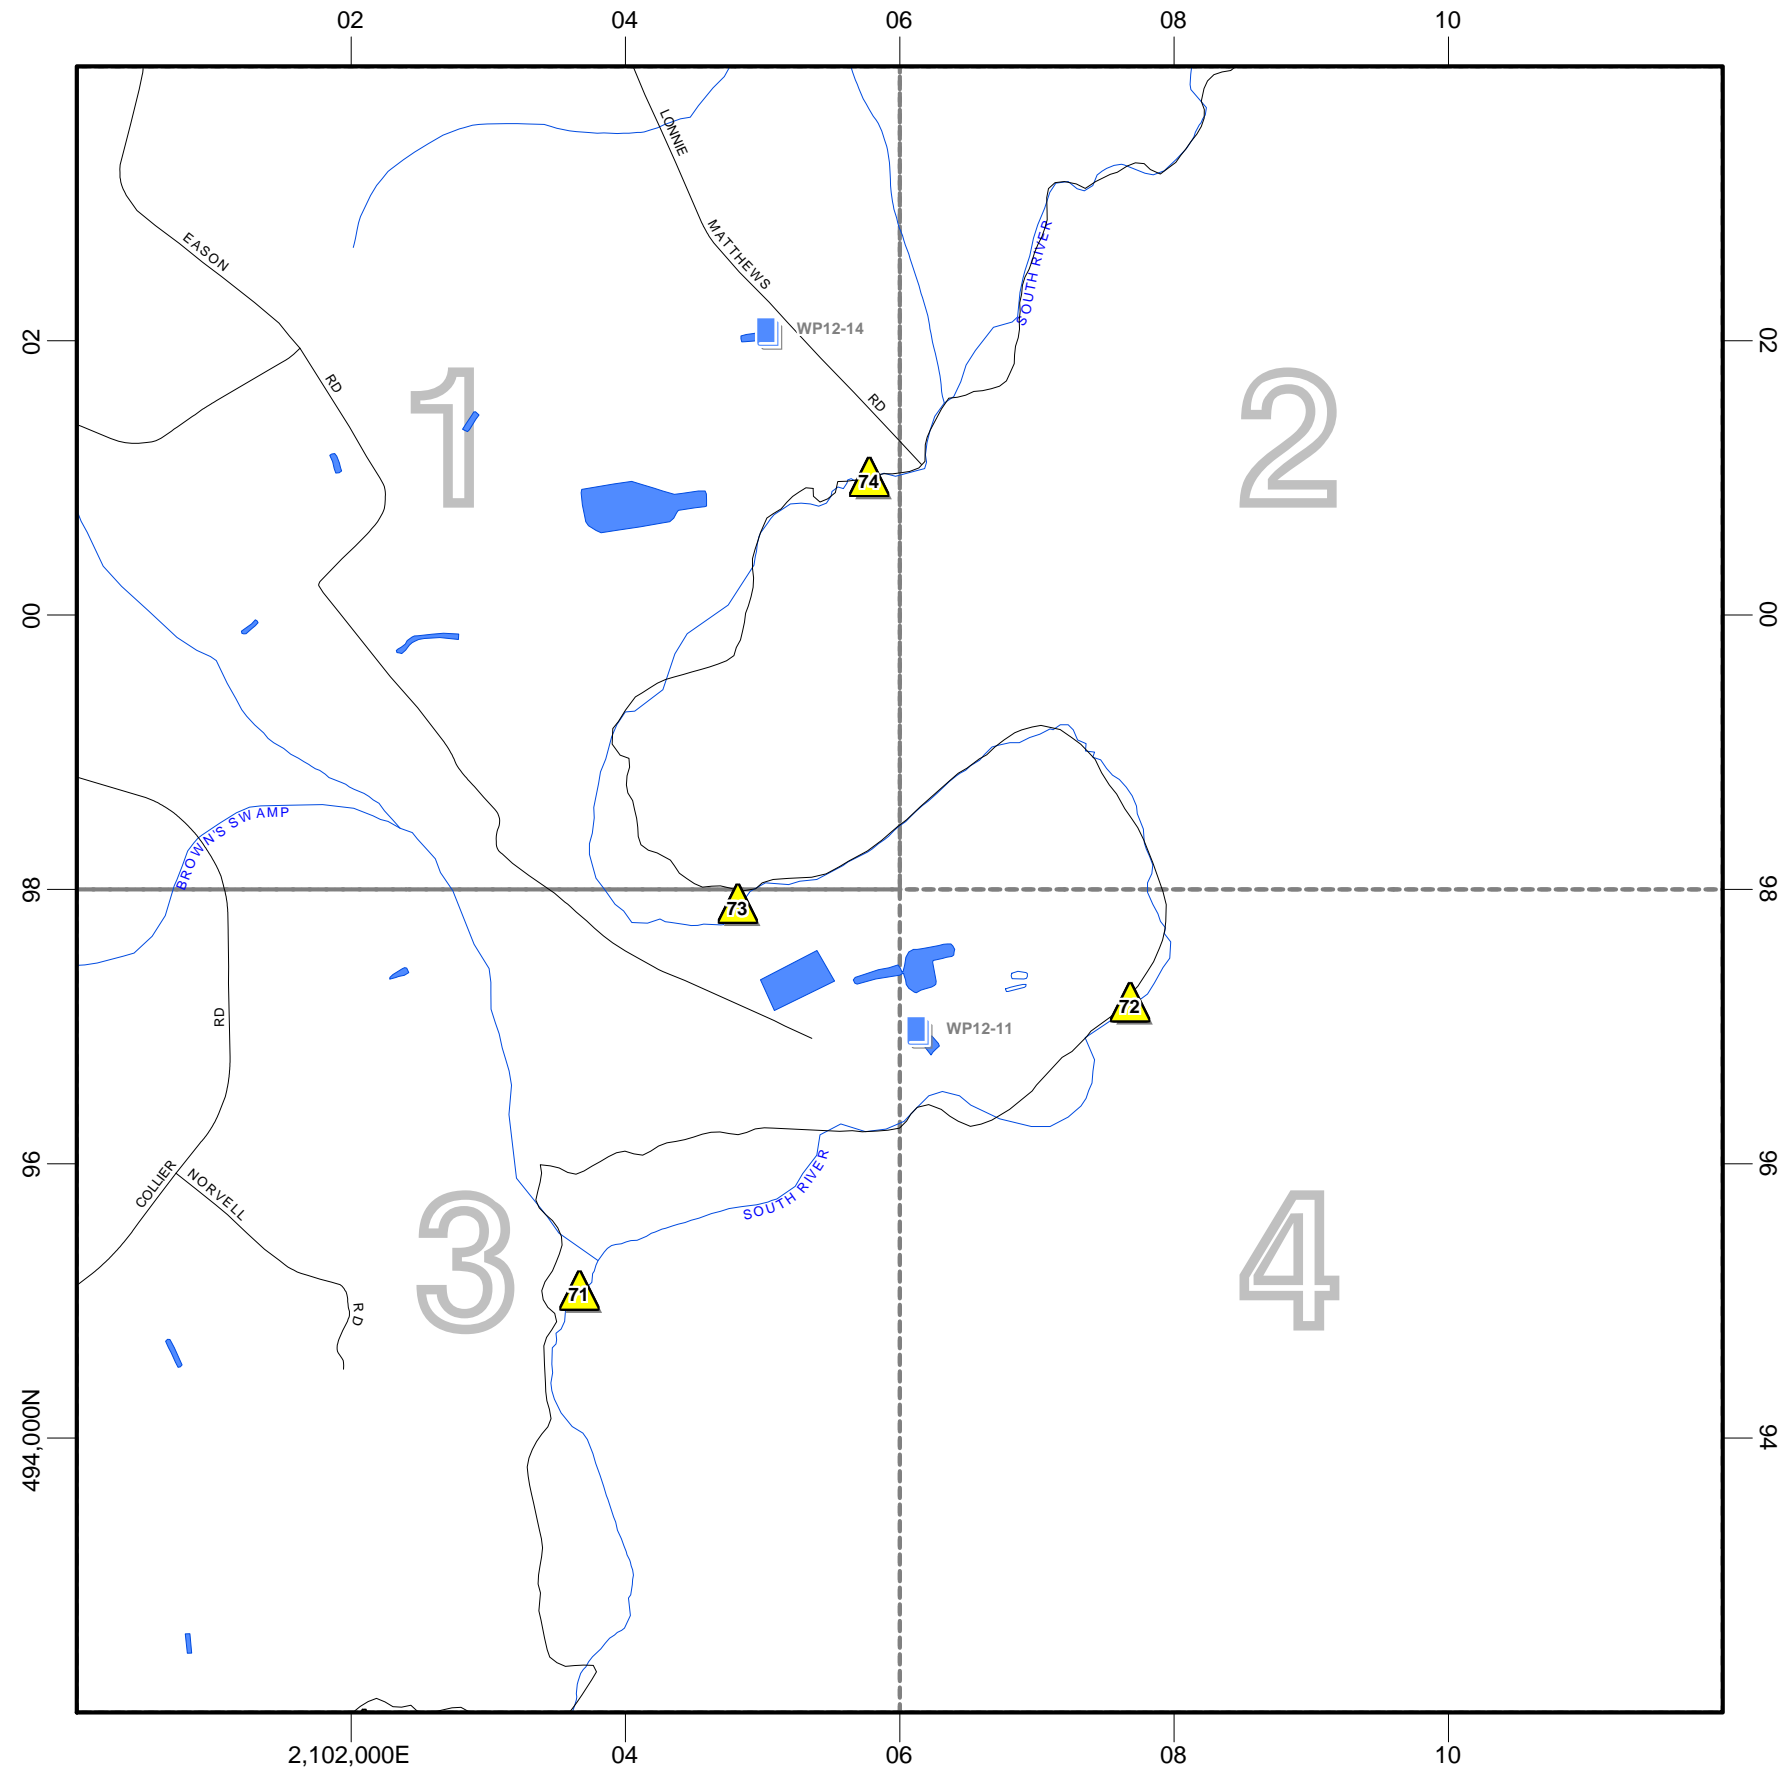 02 04 06 08 10
LONNIE
MATTHEWS
RD
EASON
RD
SOUTH RIVER
02
WP12-14
02
1
2
74
00
00
BROWN'S SWAMP
98
73
98
72
RD
WP12-11
96
96
COLLIER
NORVELL
RD
SOUTH RIVER
3
4
71
494,000N
94
2,102,000E 04 06 08 10